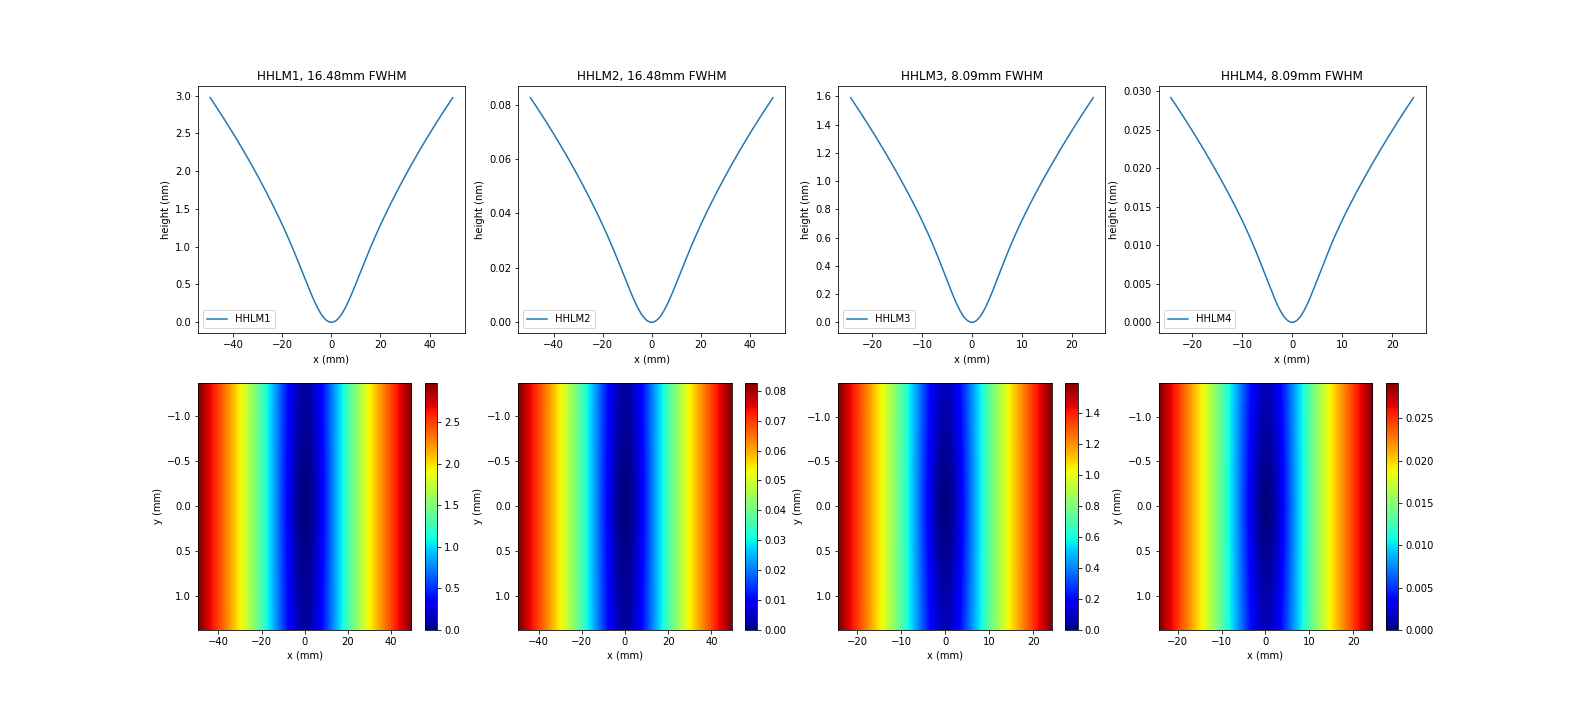 HHLM1, 16.48mm FWHM
3.0
2.5
2.0
1.5
1.0
0.5
0.0
height (nm)
HHLM1
−40 −20 0 20 40
x (mm)
HHLM2, 16.48mm FWHM
0.08
0.06
0.04
0.02
0.00
height (nm)
HHLM2
−40 −20 0 20 40
x (mm)
HHLM3, 8.09mm FWHM
1.6
1.4
1.2
1.0
0.8
0.6
0.4
0.2
0.0
height (nm)
HHLM3
−20 −10 0 10 20
x (mm)
HHLM4, 8.09mm FWHM
0.030
0.025
0.020
0.015
0.010
0.005
0.000
height (nm)
HHLM4
−20 −10 0 10 20
x (mm)
−1.0
−0.5
0.0
0.5
1.0
y (mm)
−40 −20 0 20 40
x (mm)
2.5
2.0
1.5
1.0
0.5
0.0
−1.0
−0.5
0.0
0.5
1.0
y (mm)
−40 −20 0 20 40
x (mm)
0.08
0.07
0.06
0.05
0.04
0.03
0.02
0.01
0.00
−1.0
−0.5
0.0
0.5
1.0
y (mm)
−20 −10 0 10 20
x (mm)
1.4
1.2
1.0
0.8
0.6
0.4
0.2
0.0
−1.0
−0.5
0.0
0.5
1.0
y (mm)
−20 −10 0 10 20
x (mm)
0.025
0.020
0.015
0.010
0.005
0.000